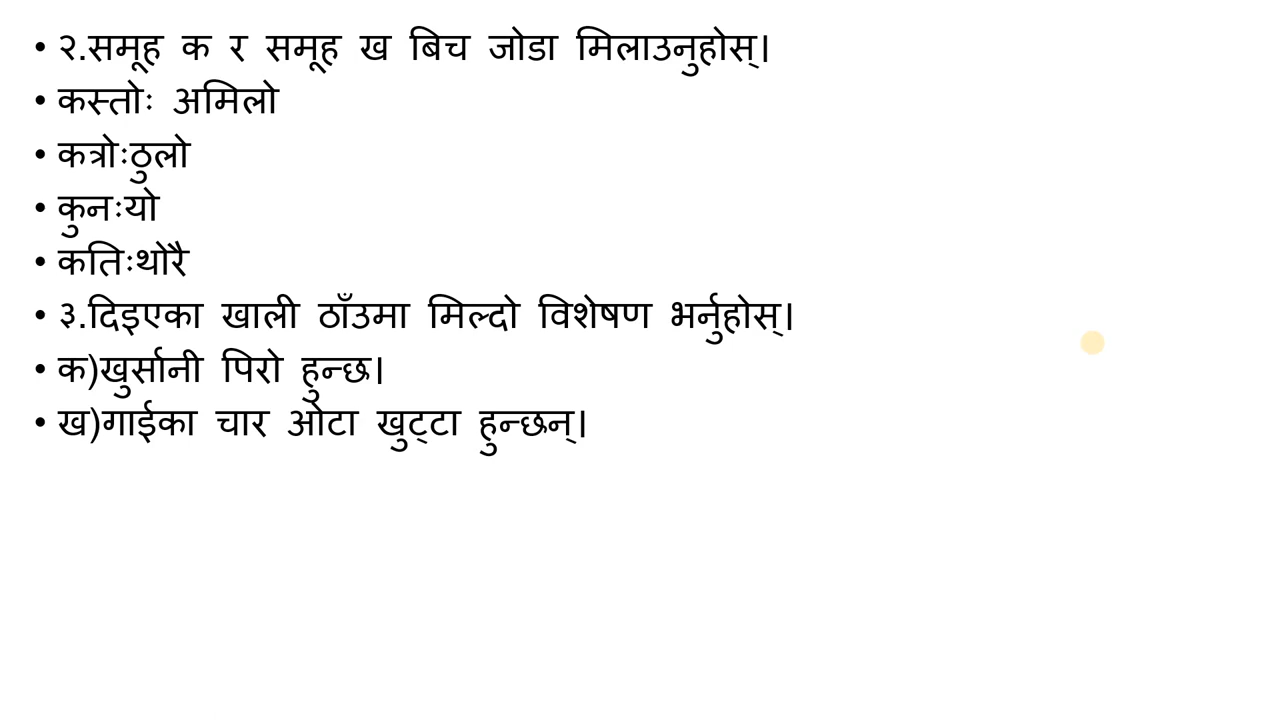 • २.समूह क र समूह ख बिच जोडा मिलाउनुहोस्।
• कस्तोः अमिलो
• कत्रोःठुलो
• कुनःयो
• कतिःथोरै
• ३.दिइएका खाली ठाँउमा मिल्दो विशेषण भर्नुहोस्।
• क)खुर्सानी पिरो हुन्छ।
• ख)गाईका चार ओटा खुट्टा हुन्छन्।